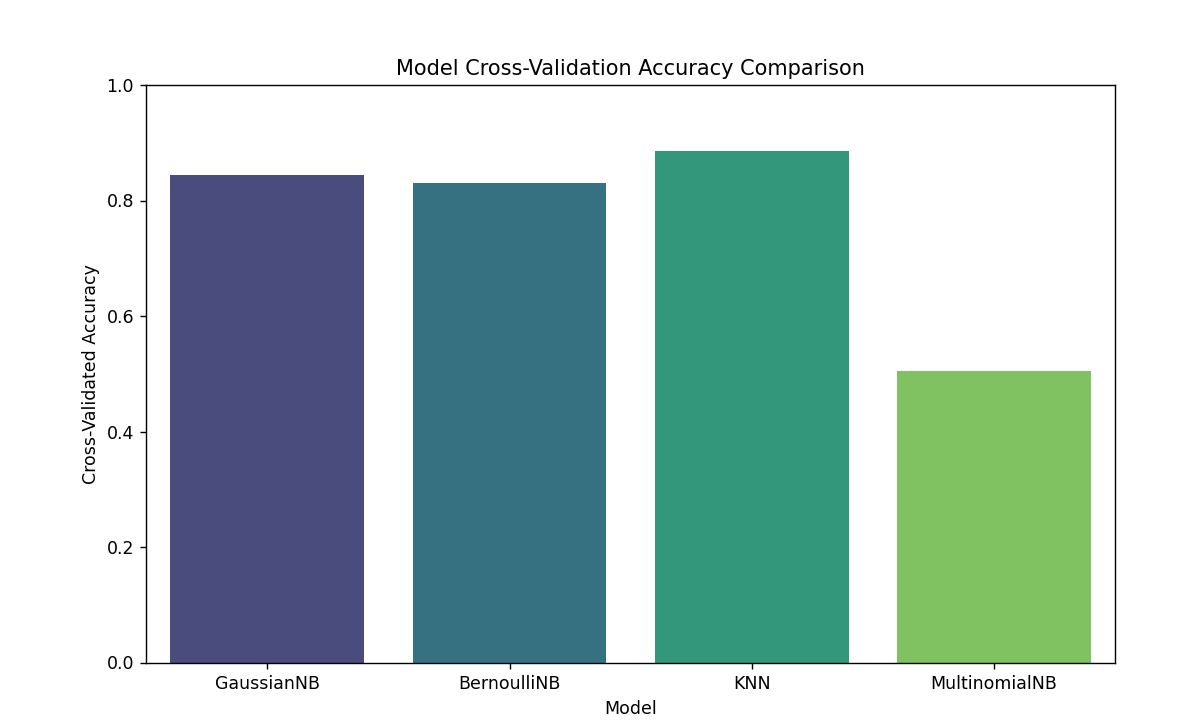 Model Cross-Validation Accuracy Comparison
Cross-Validated Accuracy
1.0
0.8
0.6
0.4
0.2
0.0
GaussianNB BernoulliNB KNN MultinomialNB
Model